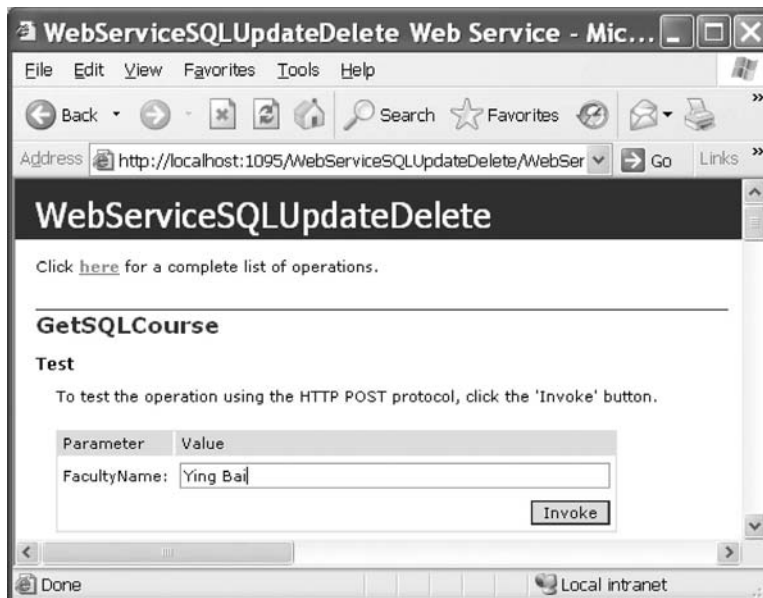 WebServiceSQLUpdateDelete Web Service - Mic...
File Edit View Favorites Tools Help
Back Search Favorites »
Address http://localhost:1095/WebServiceSQLUpdateDelete/WebSer Go Links »
WebServiceSQLUpdateDelete
Click here for a complete list of operations.
GetSQLCourse
Test
To test the operation using the HTTP POST protocol, click the 'Invoke' button.
Parameter Value
FacultyName: Ying Bai
Invoke
Done Local intranet